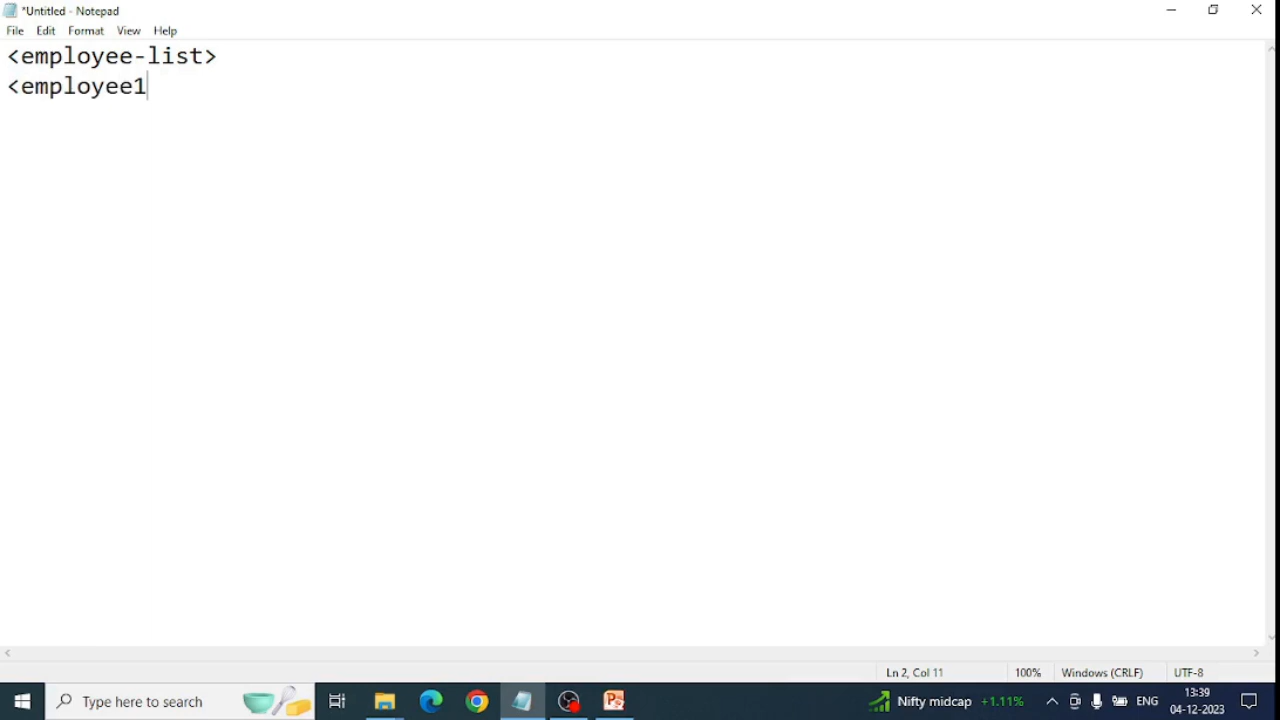 *Untitled - Notepad
File Edit Format View Help
<employee-list>
<employee1
Ln 2, Col 11 100% Windows (CRLF) UTF-8
Type here to search Nifty midcap +1.11% ENG 13:39
04-12-2023